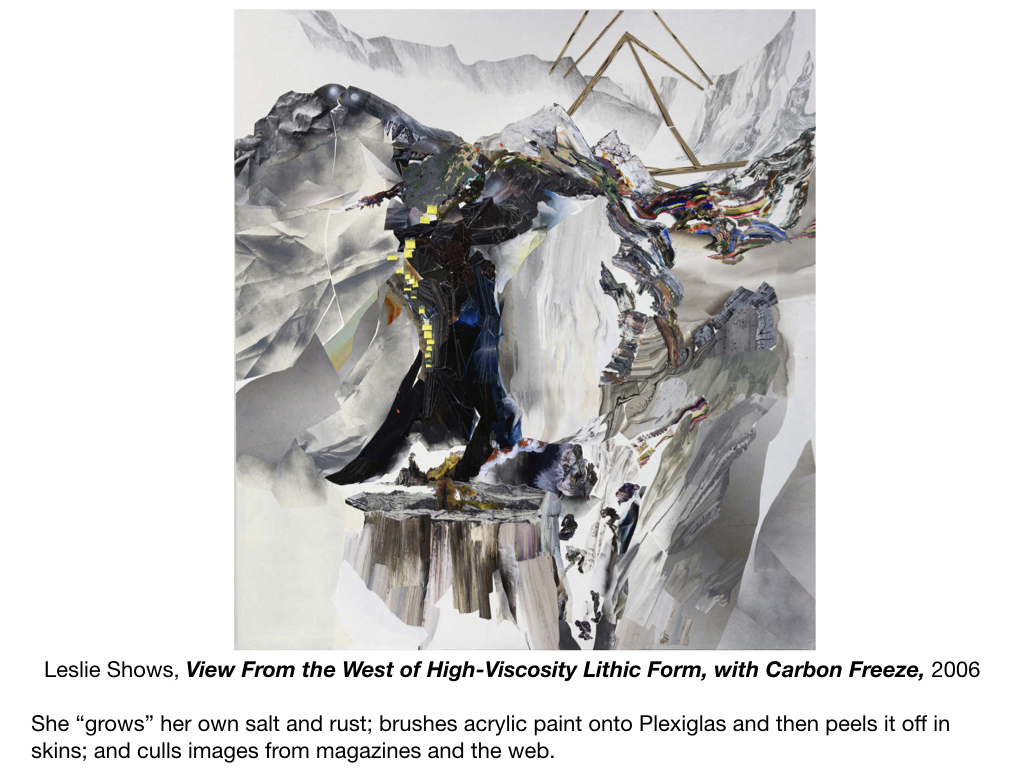 Leslie Shows, View From the West of High-Viscosity Lithic Form, with Carbon Freeze, 2006
She “grows” her own salt and rust; brushes acrylic paint onto Plexiglas and then peels it off in
skins; and culls images from magazines and the web.